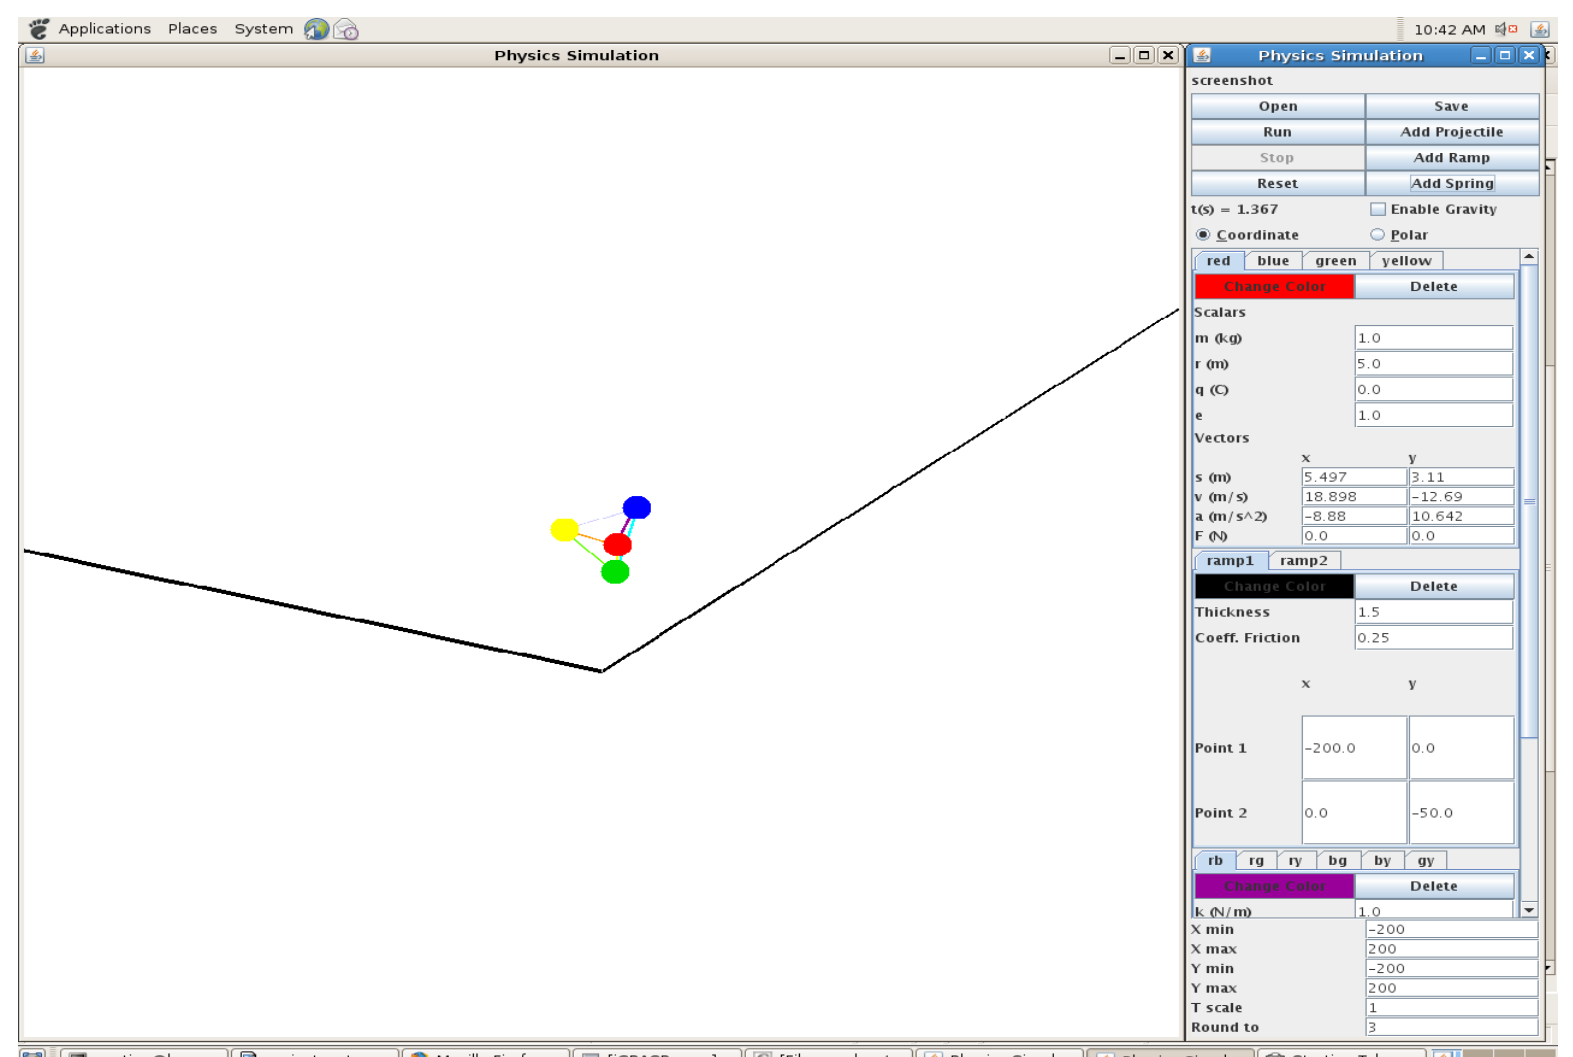 Applications Places System 10:42 AM
Physics Simulation
Physics Simulation
screenshot
Open Save
Run Add Projectile
Stop Add Ramp
Reset Add Spring
t(s) = 1.367 Enable Gravity
Coordinate Polar
red blue green yellow
Change Color Delete
Scalars
m (kg) 1.0
r (m) 5.0
q (C) 0.0
e 1.0
Vectors
x y
s (m) 5.497 3.11
v (m/s) 18.898 -12.69
a (m/s^2) -8.88 10.642
F (N) 0.0 0.0
ramp1 ramp2
Change Color Delete
Thickness 1.5
Coeff. Friction 0.25
x y
Point 1 -200.0 0.0
Point 2 0.0 -50.0
rb rg ry bg by gy
Change Color Delete
k (N/m) 1.0
X min -200
X max 200
Y min -200
Y max 200
T scale 1
Round to 3